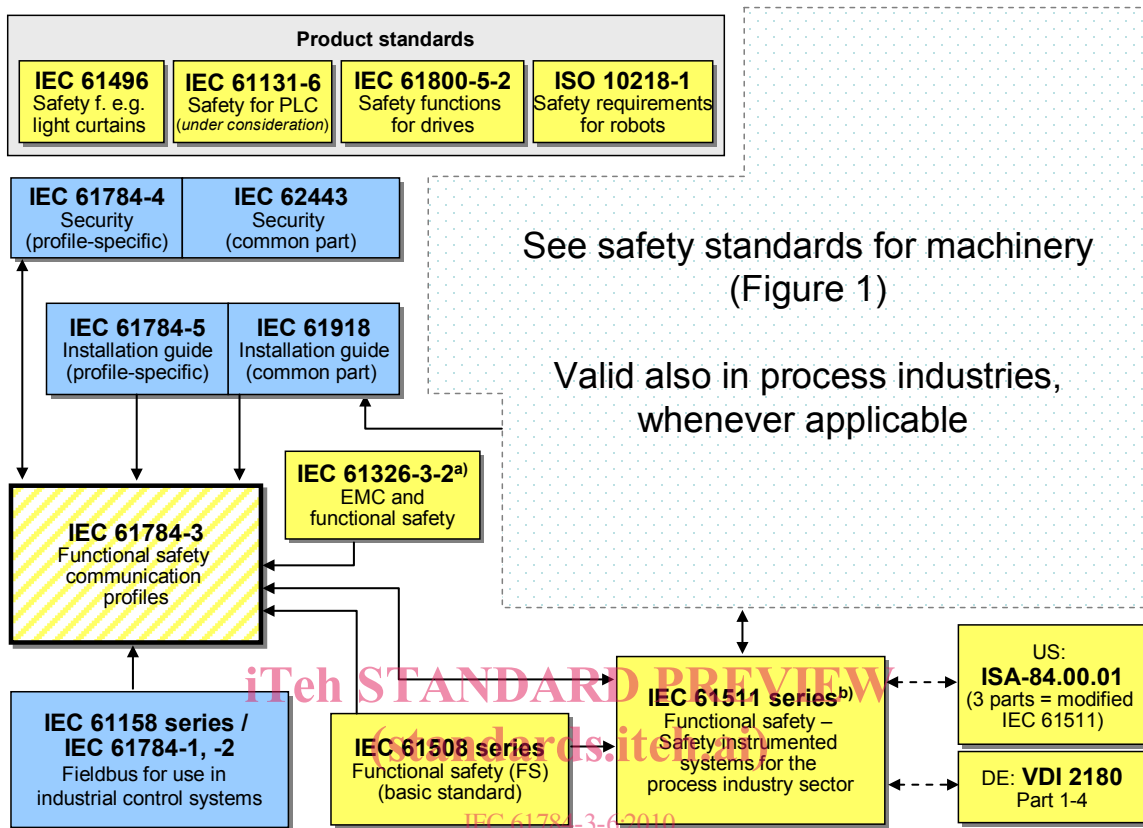 Product standards
IEC 61496
Safety f. e.g.
light curtains
IEC 61131-6
Safety for PLC
(under consideration)
IEC 61800-5-2
Safety functions
for drives
ISO 10218-1
Safety requirements
for robots
IEC 61784-4
Security
(profile-specific)
IEC 62443
Security
(common part)
See safety standards for machinery
(Figure 1)
Valid also in process industries,
whenever applicable
IEC 61784-5
Installation guide
(profile-specific)
IEC 61918
Installation guide
(common part)
IEC 61326-3-2a)
EMC and
functional safety
IEC 61784-3
Functional safety
communication
profiles
iTeh STANDARD PREVIEW
(standards.iteh.ai)
IEC 61158 series /
IEC 61784-1, -2
Fieldbus for use in
industrial control systems
IEC 61508 series
Functional safety (FS)
(basic standard)
IEC 61511 seriesb)
Functional safety –
Safety instrumented
systems for the
process industry sector
US:
ISA-84.00.01
(3 parts = modified
IEC 61511)
DE: VDI 2180
Part 1-4
IEC 61784-3-6:2010